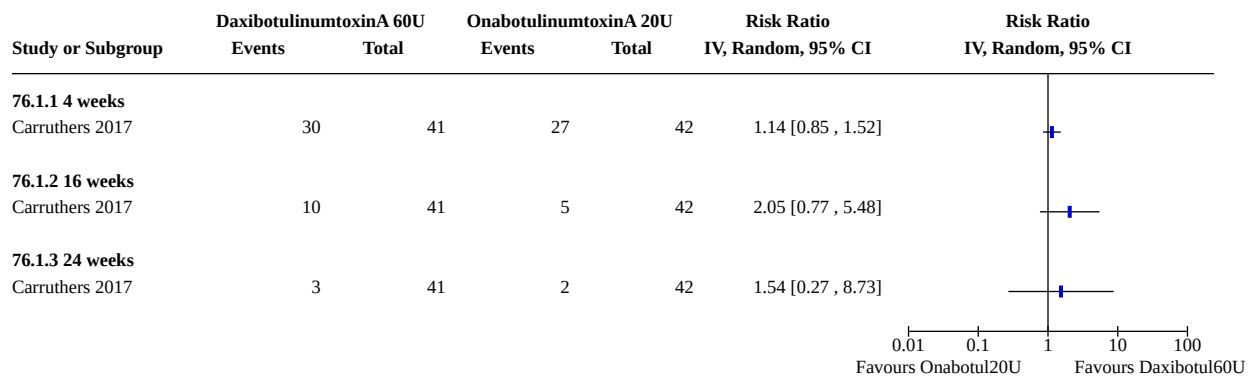 DaxibotulinumtoxinA 60U OnabotulinumtoxinA 20U Risk Ratio Risk Ratio
Study or Subgroup Events Total Events Total IV, Random, 95% CI IV, Random, 95% CI
76.1.1 4 weeks
Carruthers 2017 30 41 27 42 1.14 [0.85 , 1.52]
76.1.2 16 weeks
Carruthers 2017 10 41 5 42 2.05 [0.77 , 5.48]
76.1.3 24 weeks
Carruthers 2017 3 41 2 42 1.54 [0.27 , 8.73]
0.01 0.1 1 10 100
Favours Onabotul20U Favours Daxibotul60U